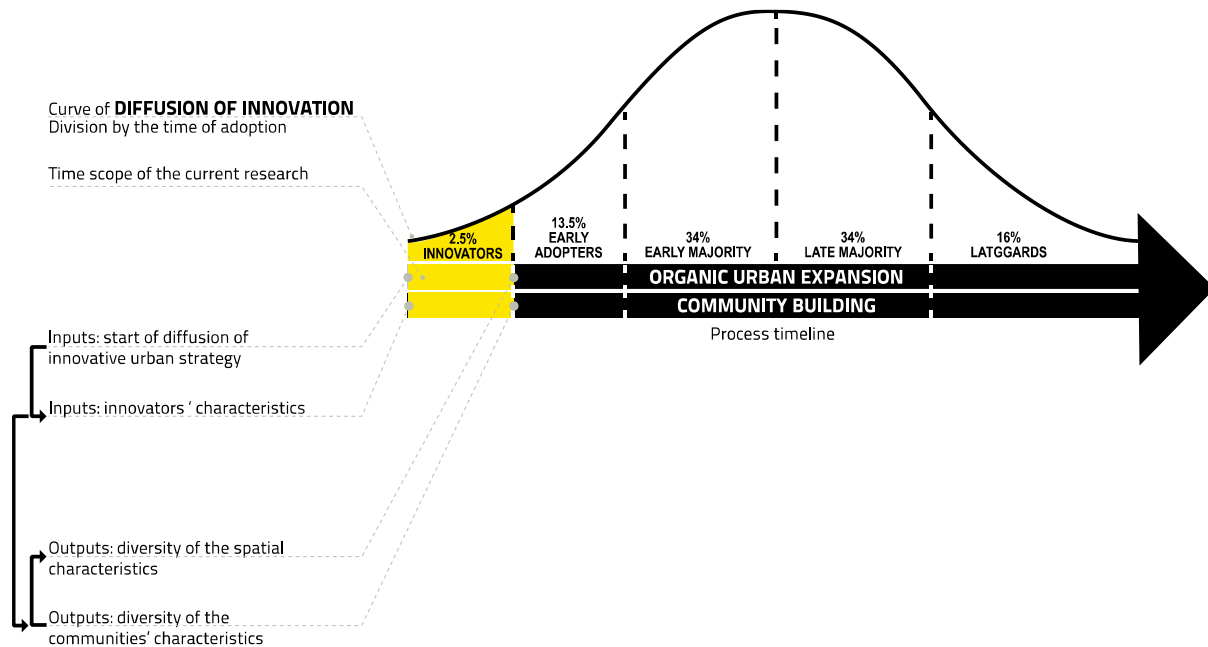 Curve of DIFFUSION OF INNOVATION
Division by the time of adoption
Time scope of the current research
2.5%
INNOVATORS
13.5%
EARLY
ADOPTERS
34%
EARLY MAJORITY
34%
LATE MAJORITY
16%
LATGGARDS
ORGANIC URBAN EXPANSION
COMMUNITY BUILDING
Process timeline
Inputs: start of diffusion of
innovative urban strategy
Inputs: innovators ' characteristics
Outputs: diversity of the spatial
characteristics
Outputs: diversity of the
communities' characteristics